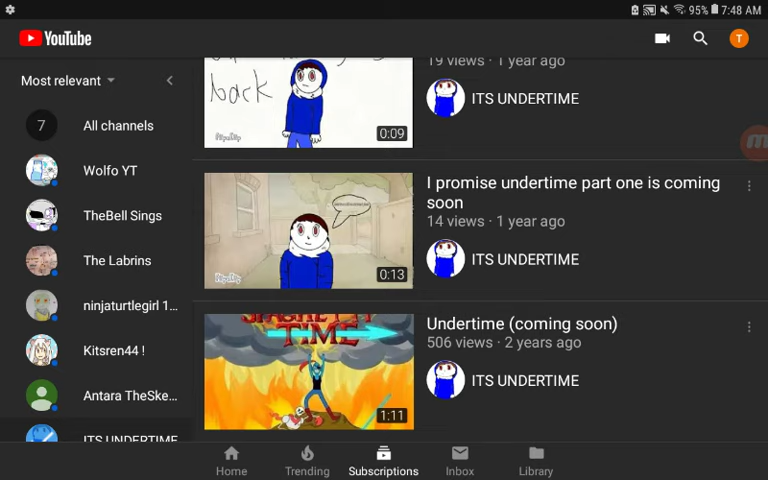 95% 7:48 AM
YouTube
T
Most relevant
7
All channels
Wolfo YT
TheBell Sings
The Labrins
ninjaturtlegirl 1...
Kitsren44 !
Antara TheSke...
ITS UNDERTIME
back
FlipaClip
0:09
19 views · 1 year ago
ITS UNDERTIME
FlipaClip
0:13
I promise undertime part one is coming
soon
14 views · 1 year ago
ITS UNDERTIME
SPAGHETTI
TIME
1:11
Undertime (coming soon)
506 views · 2 years ago
ITS UNDERTIME
Home
Trending
Subscriptions
Inbox
Library